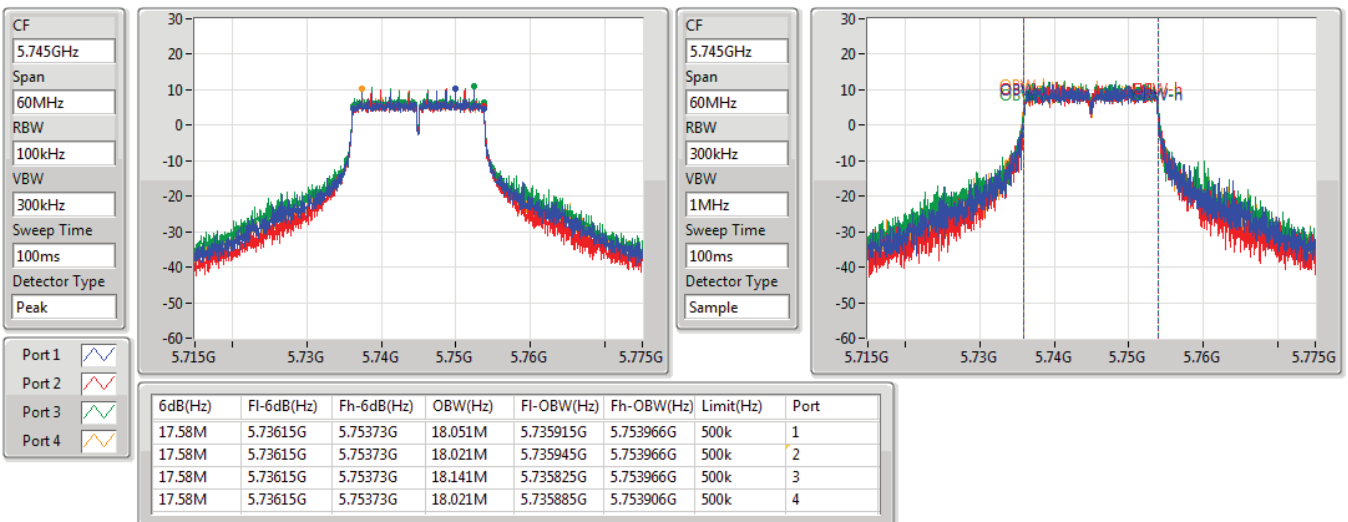 CF
5.745GHz
Span
60MHz
RBW
100kHz
VBW
300kHz
Sweep Time
100ms
Detector Type
Peak
30
20
10
0
-10
-20
-30
-40
-50
-60
5.715G 5.73G 5.74G 5.75G 5.76G 5.775G
CF
5.745GHz
Span
60MHz
RBW
300kHz
VBW
1MHz
Sweep Time
100ms
Detector Type
Sample
30
20
10
0
-10
-20
-30
-40
-50
-60
5.715G 5.73G 5.74G 5.75G 5.76G 5.775G
Port 1
Port 2
Port 3
Port 4
6dB(Hz) Fl-6dB(Hz) Fh-6dB(Hz) OBW(Hz) Fl-OBW(Hz) Fh-OBW(Hz) Limit(Hz) Port
17.58M 5.73615G 5.75373G 18.051M 5.735915G 5.753966G 500k 1
17.58M 5.73615G 5.75373G 18.021M 5.735945G 5.753966G 500k 2
17.58M 5.73615G 5.75373G 18.141M 5.735825G 5.753966G 500k 3
17.58M 5.73615G 5.75373G 18.021M 5.735885G 5.753906G 500k 4